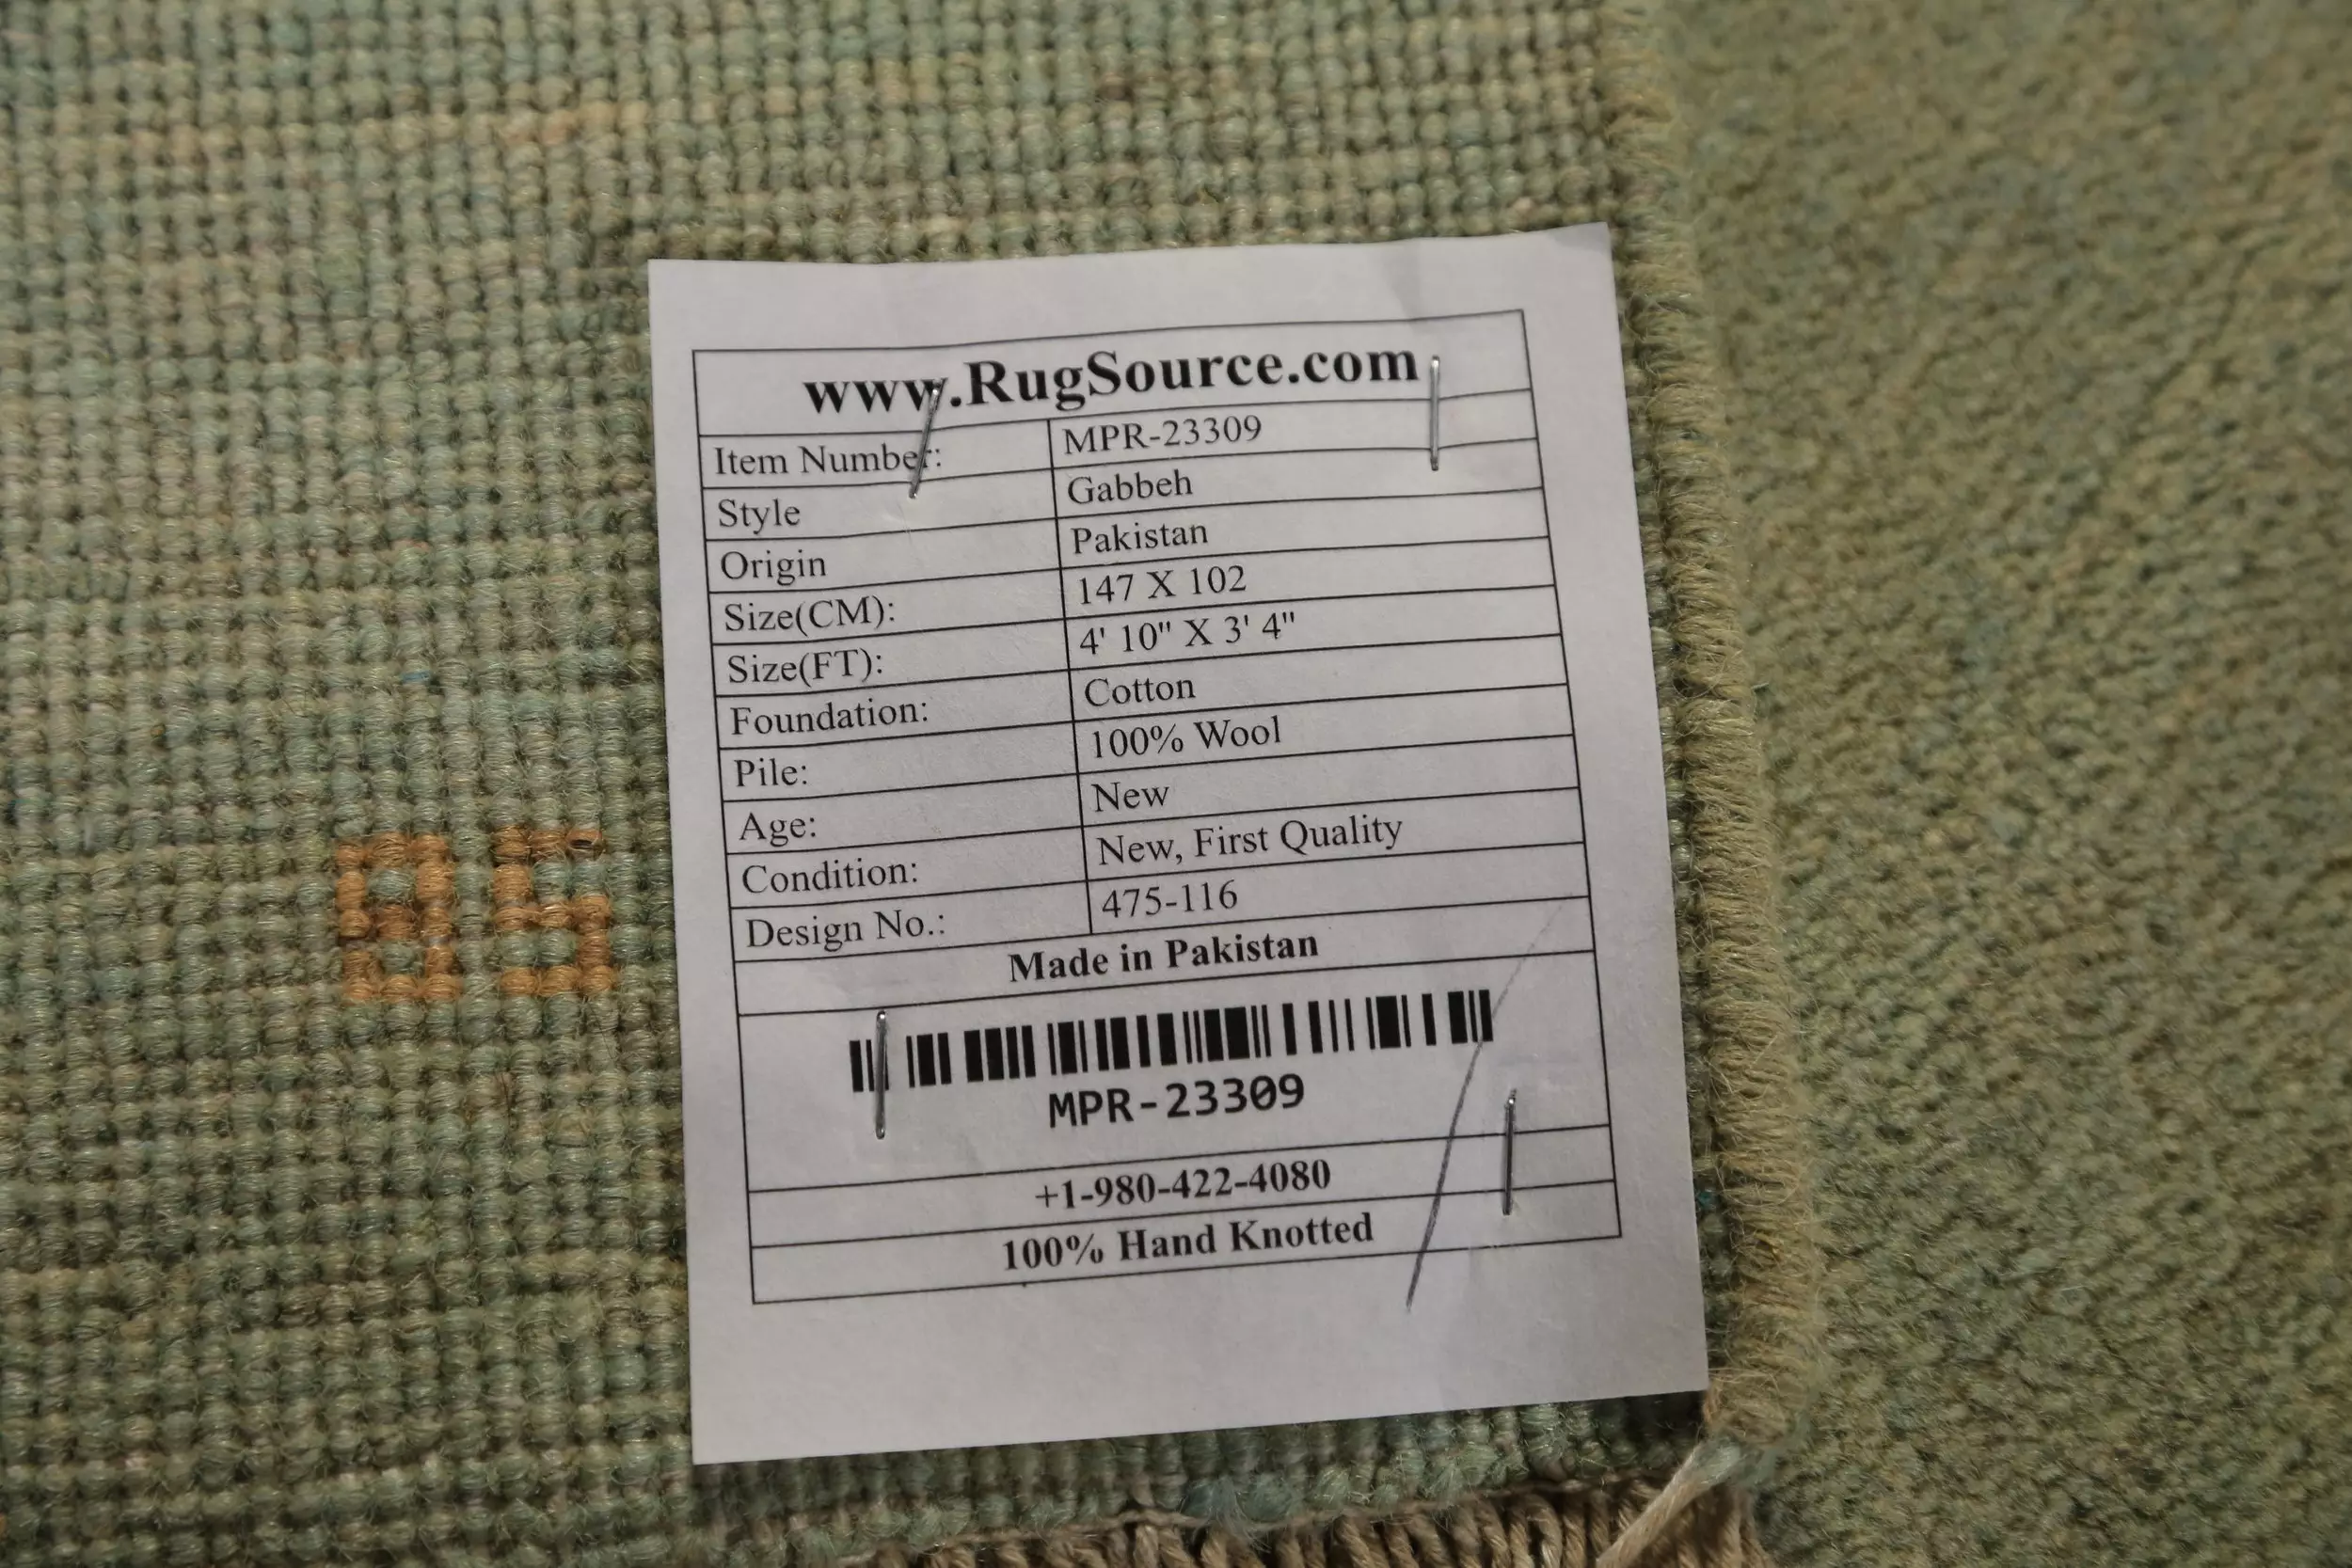 www.RugSource.com
Item Number: MPR-23309
Style Gabbeh
Origin Pakistan
Size(CM): 147 X 102
Size(FT): 4' 10" X 3' 4"
Foundation: Cotton
Pile: 100% Wool
Age: New
Condition: New, First Quality
Design No.: 475-116
Made in Pakistan
MPR-23309
+1-980-422-4080
100% Hand Knotted